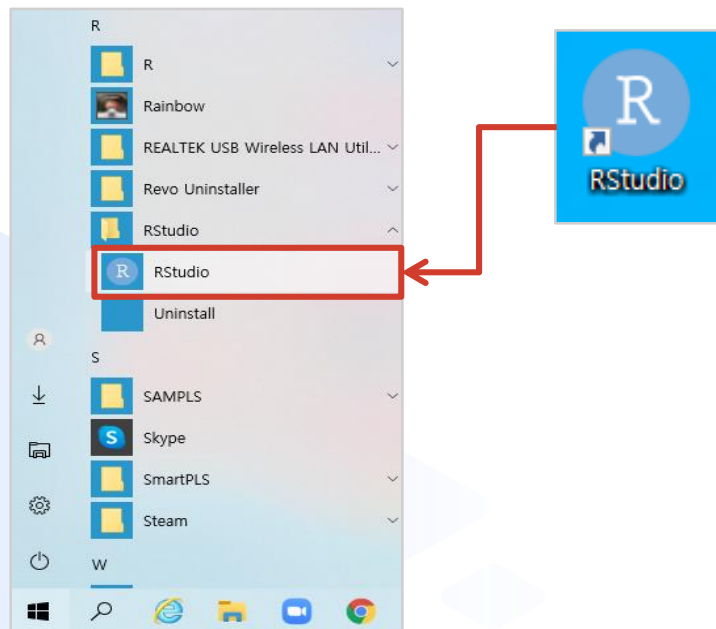 R
R
Rainbow
REALTEK USB Wireless LAN Util...
Revo Uninstaller
RStudio
R RStudio
Uninstall
S
SAMPLS
S Skype
SmartPLS
Steam
W
R
RStudio